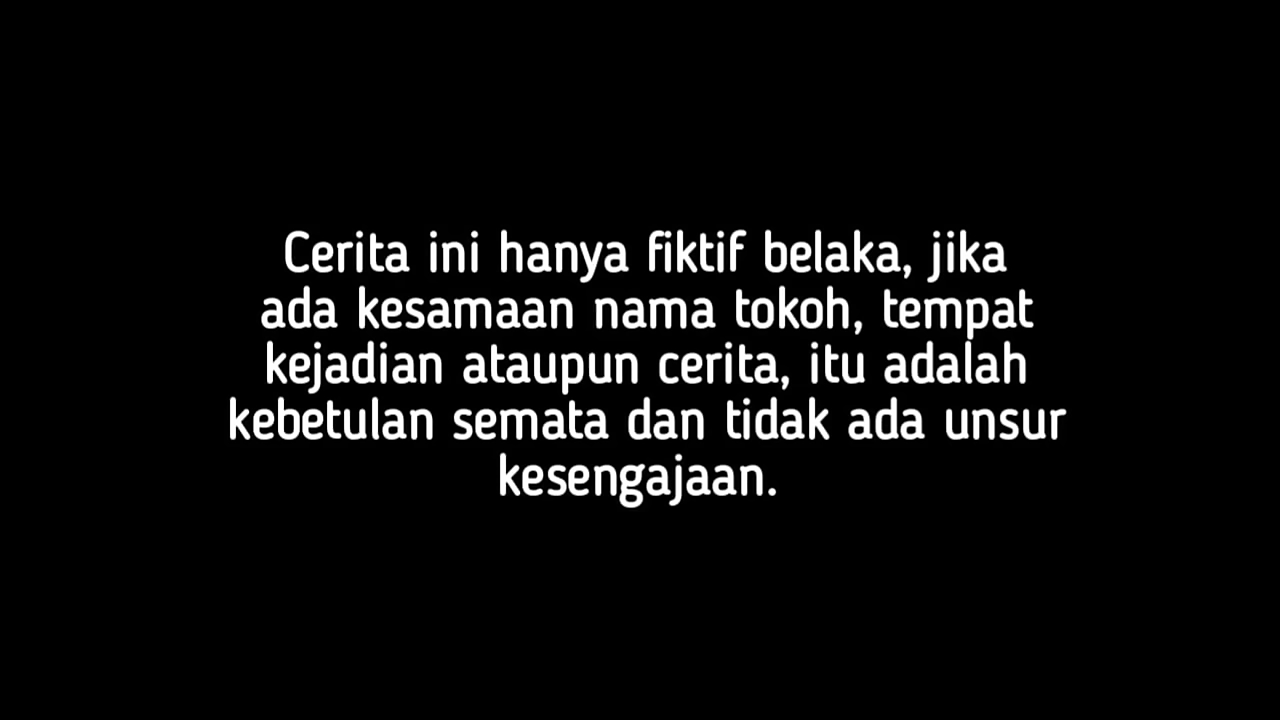 Cerita ini hanya fiktif belaka, jika
ada kesamaan nama tokoh, tempat
kejadian ataupun cerita, itu adalah
kebetulan semata dan tidak ada unsur
kesengajaan.